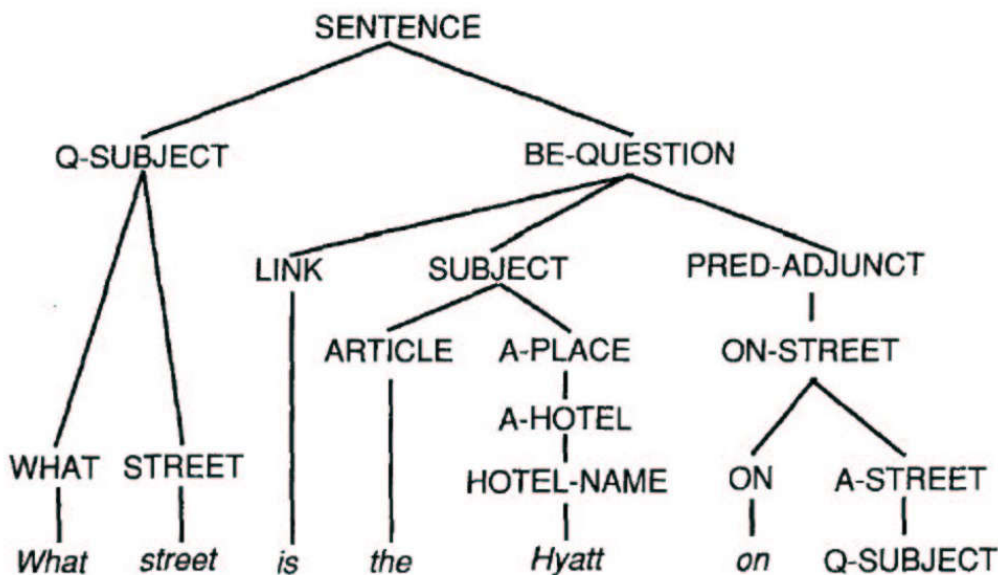 SENTENCE
Q-SUBJECT BE-QUESTION
LINK SUBJECT PRED-ADJUNCT
ARTICLE A-PLACE ON-STREET
A-HOTEL
WHAT STREET HOTEL-NAME ON A-STREET
What street is the Hyatt on Q-SUBJECT